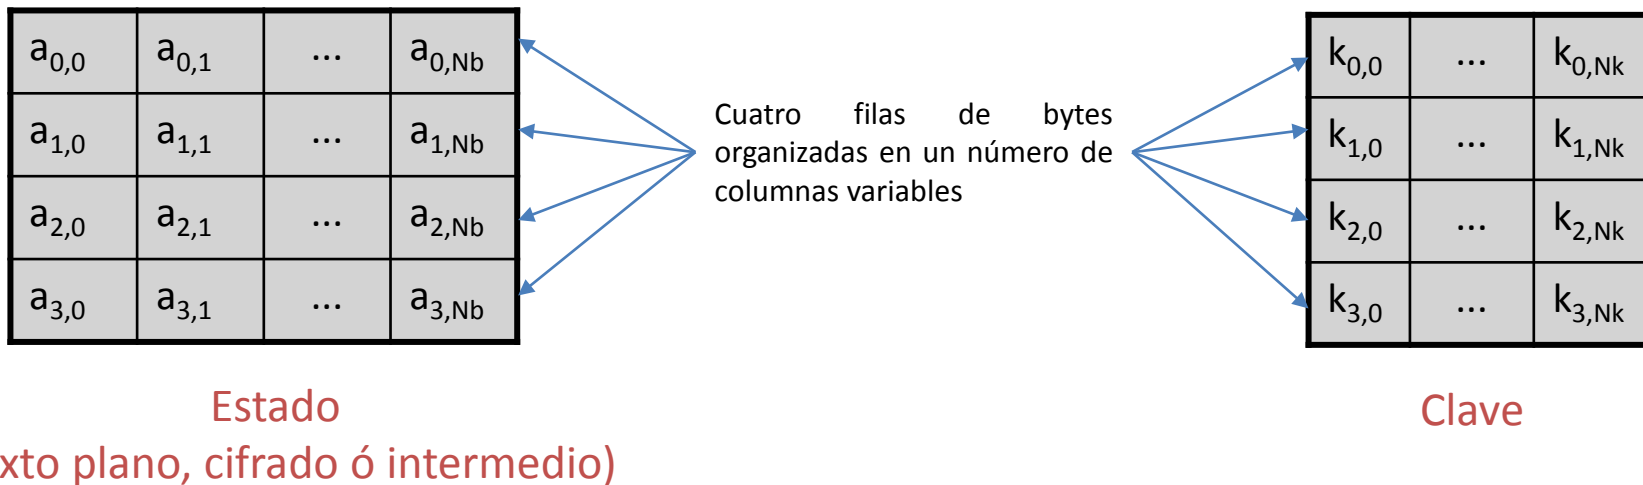 a0,0 a0,1 ... a0,Nb
a1,0 a1,1 ... a1,Nb
a2,0 a2,1 ... a2,Nb
a3,0 a3,1 ... a3,Nb
Cuatro filas de bytes
organizadas en un número de
columnas variables
k0,0 ... k0,Nk
k1,0 ... k1,Nk
k2,0 ... k2,Nk
k3,0 ... k3,Nk
Estado
xto plano, cifrado ó intermedio)
Clave